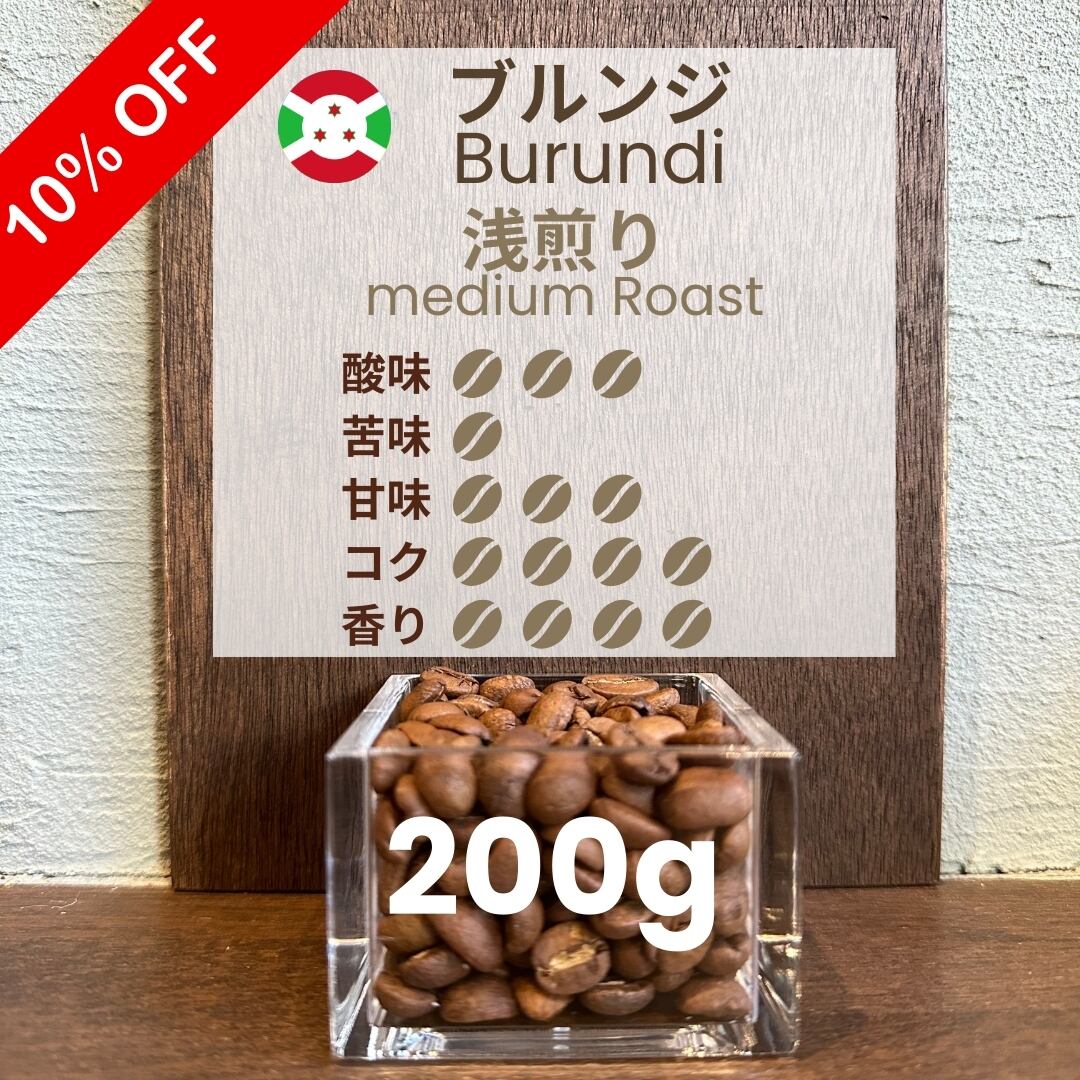 10% OFF
ブルンジ
Burundi
浅煎り
medium Roast
酸味
苦味
甘味
コク
香り
200g